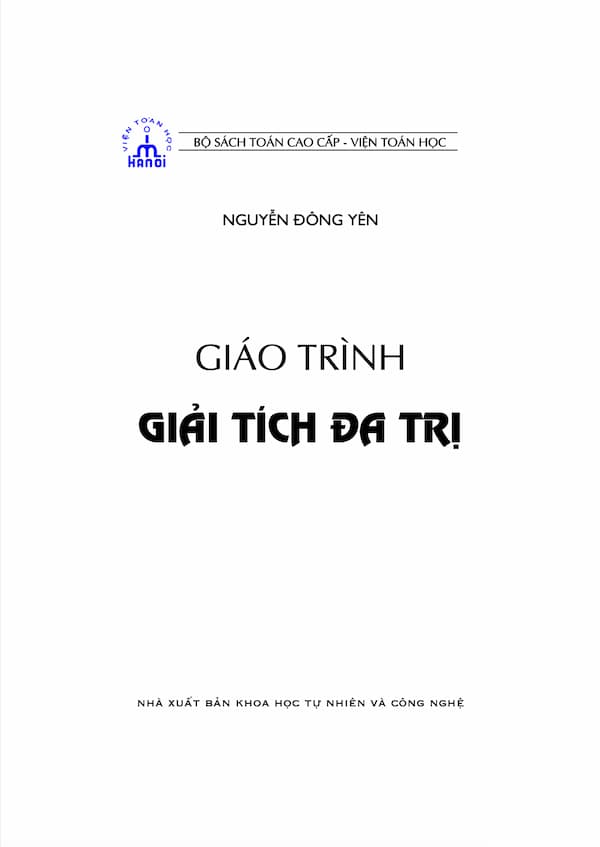 VIỆN TOÁN HỌC
HANOI
BỘ SÁCH TOÁN CAO CẤP - VIỆN TOÁN HỌC
NGUYỄN ĐÔNG YÊN
GIÁO TRÌNH
GIẢI TÍCH ĐA TRỊ
NHÀ XUẤT BẢN KHOA HỌC TỰ NHIÊN VÀ CÔNG NGHỆ